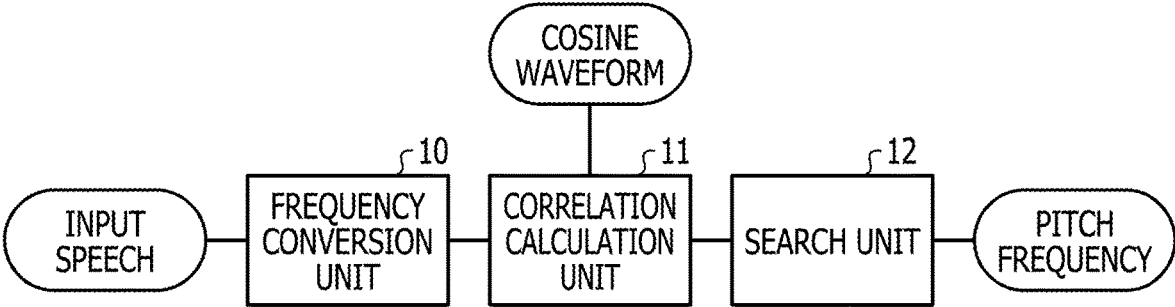 COSINE
WAVEFORM
10
11
12
INPUT
SPEECH
FREQUENCY
CONVERSION
UNIT
CORRELATION
CALCULATION
UNIT
SEARCH UNIT
PITCH
FREQUENCY